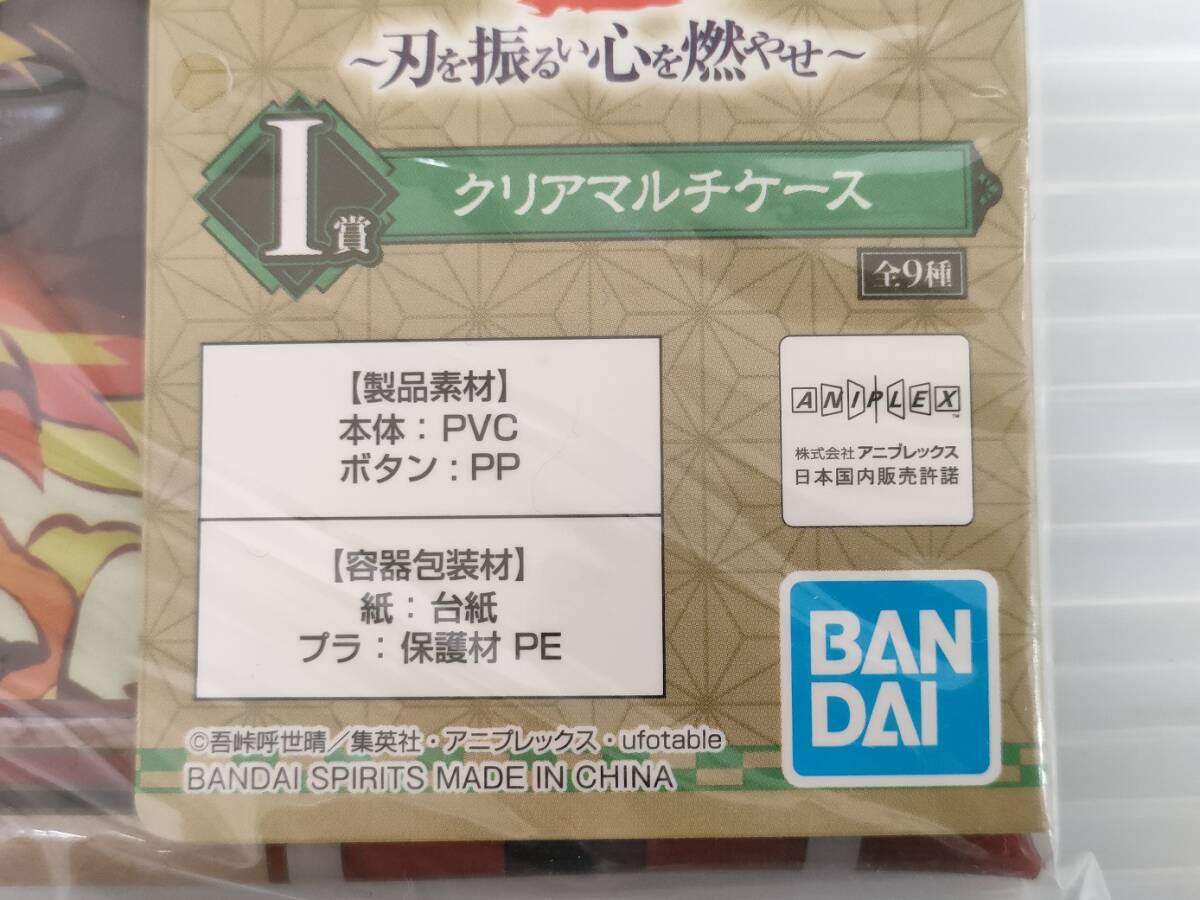 ～刃を振るい心を燃やせ～
I賞
クリアマルチケース
全9種
【製品素材】
本体：PVC
ボタン：PP
【容器包装材】
紙：台紙
プラ：保護材 PE
ANIPLEX™
株式会社 アニプレックス
日本国内販売許諾
BAN
DAI
©吾峠呼世晴／集英社・アニプレックス・ufotable
BANDAI SPIRITS MADE IN CHINA